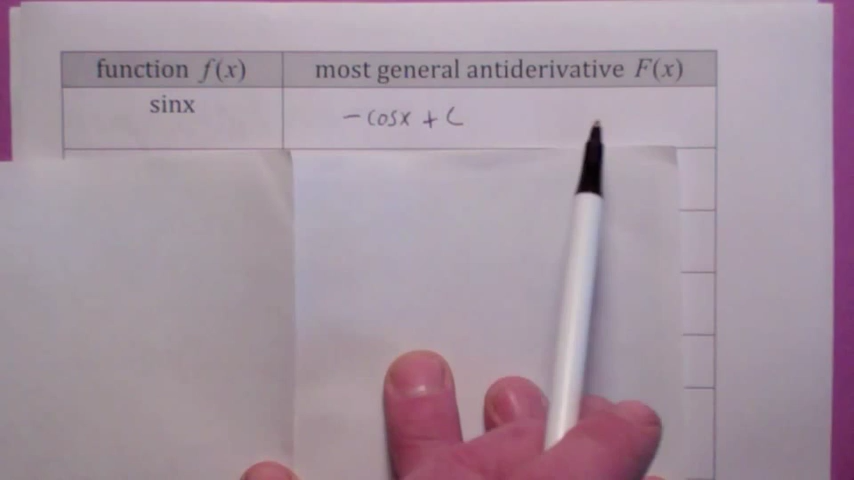 function f(x) most general antiderivative F(x)
sinx -cosx + C